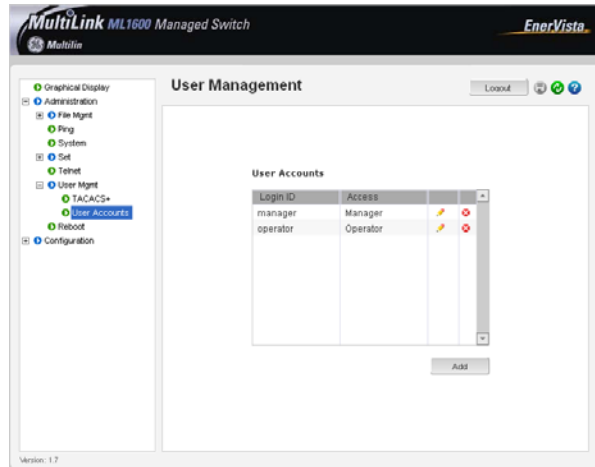 MultiLink ML1600 Managed Switch
EnerVista
Multilin
Graphical Display
Administration
File Mgmt
Ping
System
Set
Telnet
User Mgmt
TACACS+
User Accounts
Reboot
Configuration
User Management
Logout
User Accounts
Login ID Access
manager Manager
operator Operator
Add
Version: 1.7